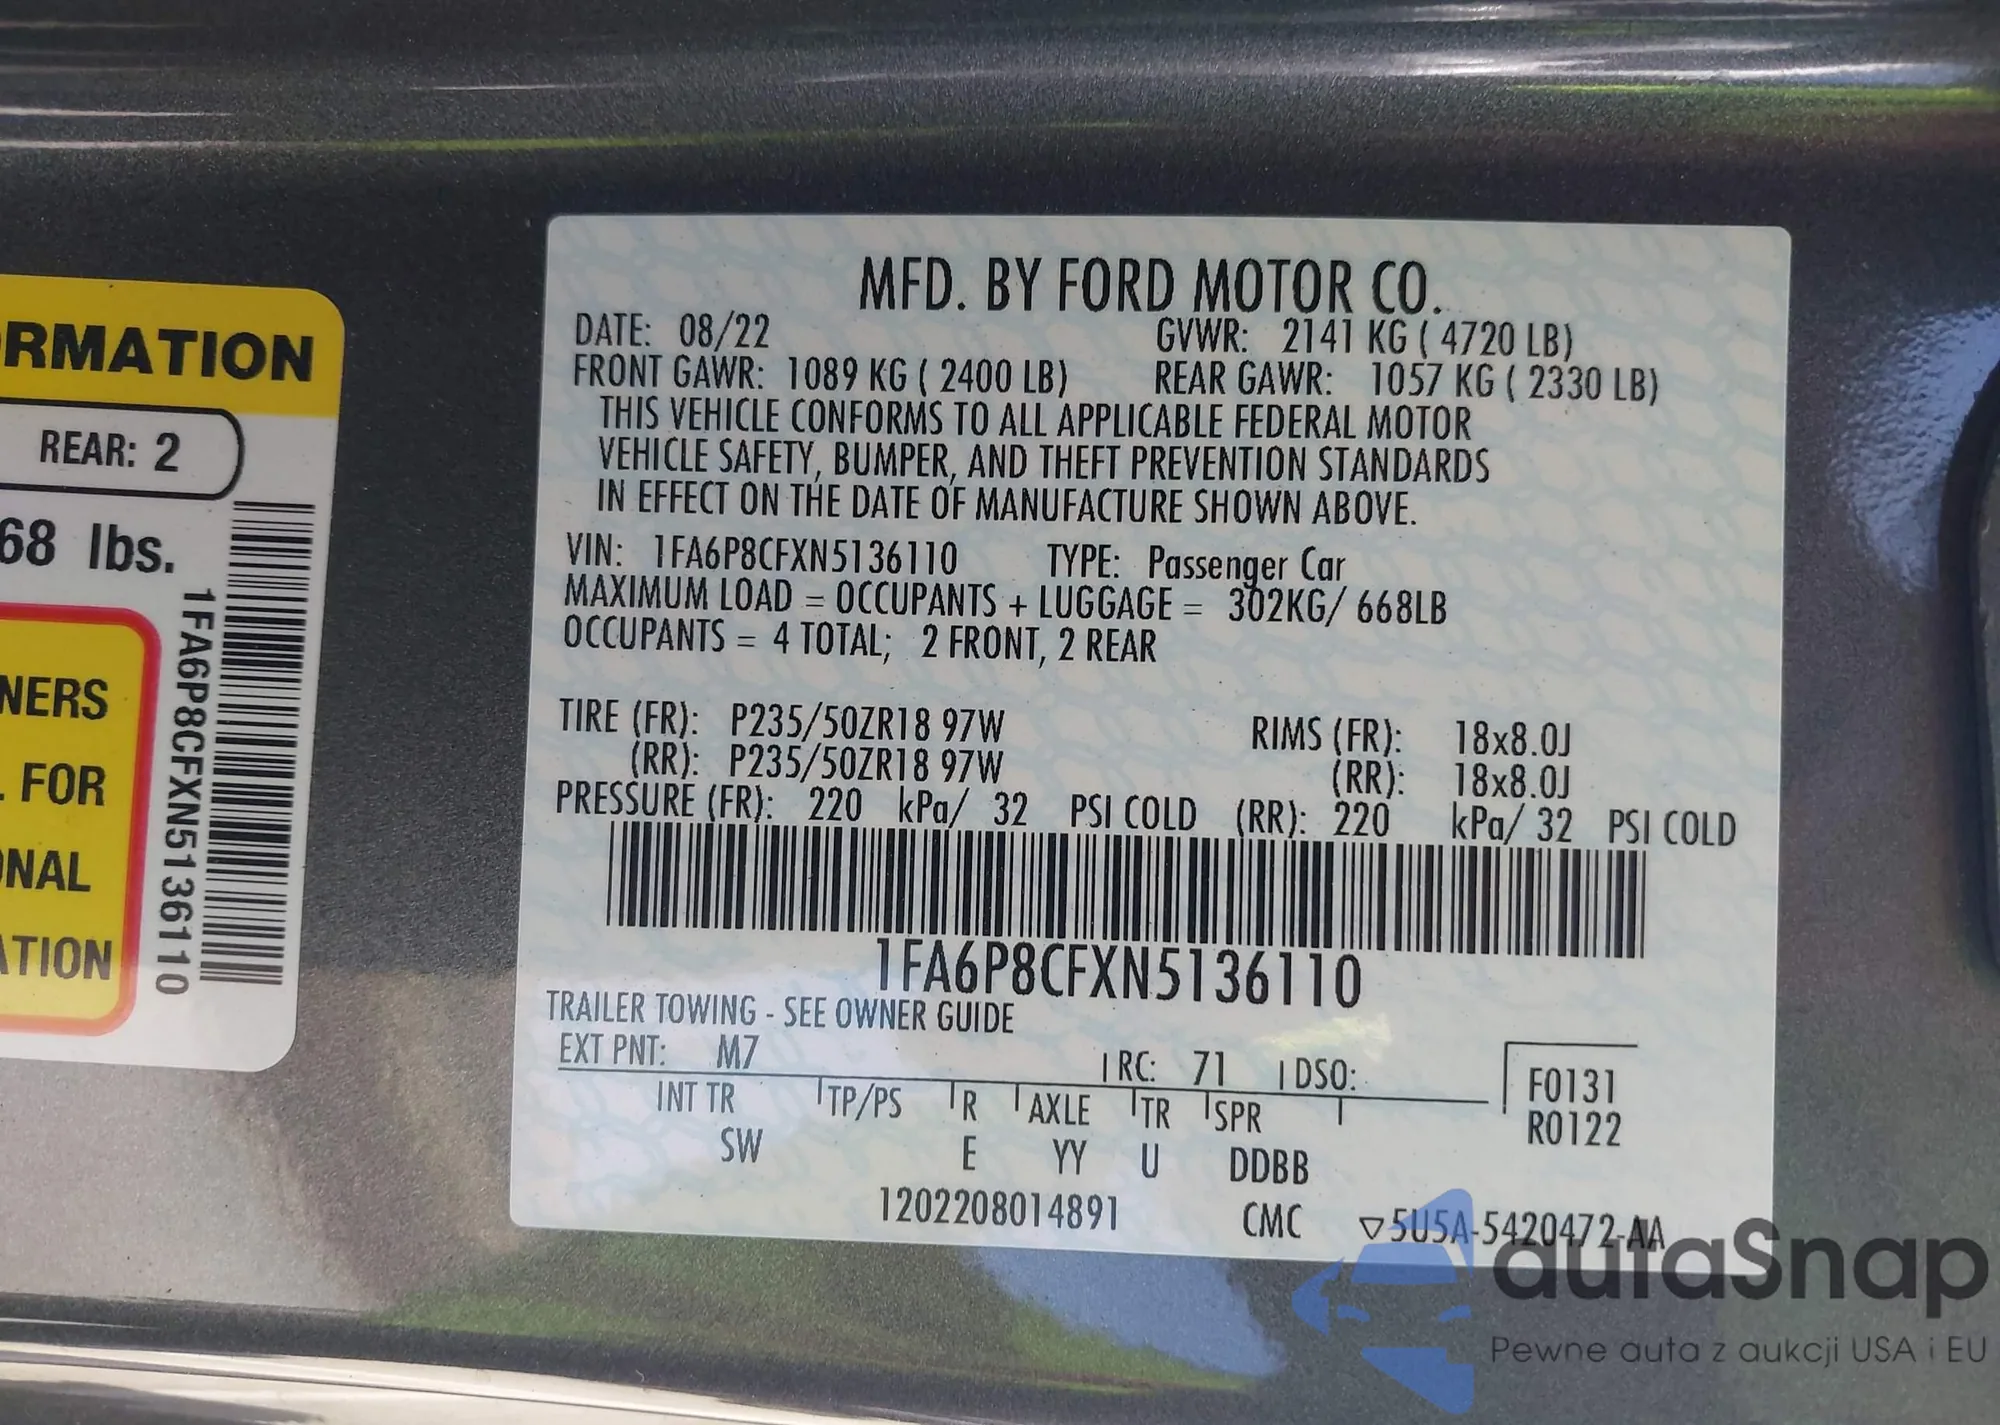 RMATION
REAR: 2
68 lbs.
NERS
FOR
NAL
ATION
1FA6P8CFXN5136110
MFD. BY FORD MOTOR CO.
DATE: 08/22 GVWR: 2141 KG ( 4720 LB)
FRONT GAWR: 1089 KG ( 2400 LB) REAR GAWR: 1057 KG ( 2330 LB)
THIS VEHICLE CONFORMS TO ALL APPLICABLE FEDERAL MOTOR
VEHICLE SAFETY, BUMPER, AND THEFT PREVENTION STANDARDS
IN EFFECT ON THE DATE OF MANUFACTURE SHOWN ABOVE.
VIN: 1FA6P8CFXN5136110 TYPE: Passenger Car
MAXIMUM LOAD = OCCUPANTS + LUGGAGE = 302KG/ 668LB
OCCUPANTS = 4 TOTAL; 2 FRONT, 2 REAR
TIRE (FR): P235/50ZR18 97W RIMS (FR): 18x8.0J
(RR): P235/50ZR18 97W (RR): 18x8.0J
PRESSURE (FR): 220 kPa/ 32 PSI COLD (RR): 220 kPa/ 32 PSI COLD
1FA6P8CFXN5136110
TRAILER TOWING - SEE OWNER GUIDE
EXT PNT: M7 RC: 71 DSO:
F0131
R0122
INT TR TP/PS R AXLE TR SPR
SW E YY U DDBB
1202208014891 CMC ▽5U5A-5420472-AA
autaSnap
Pewne auta z aukcji USA i EU